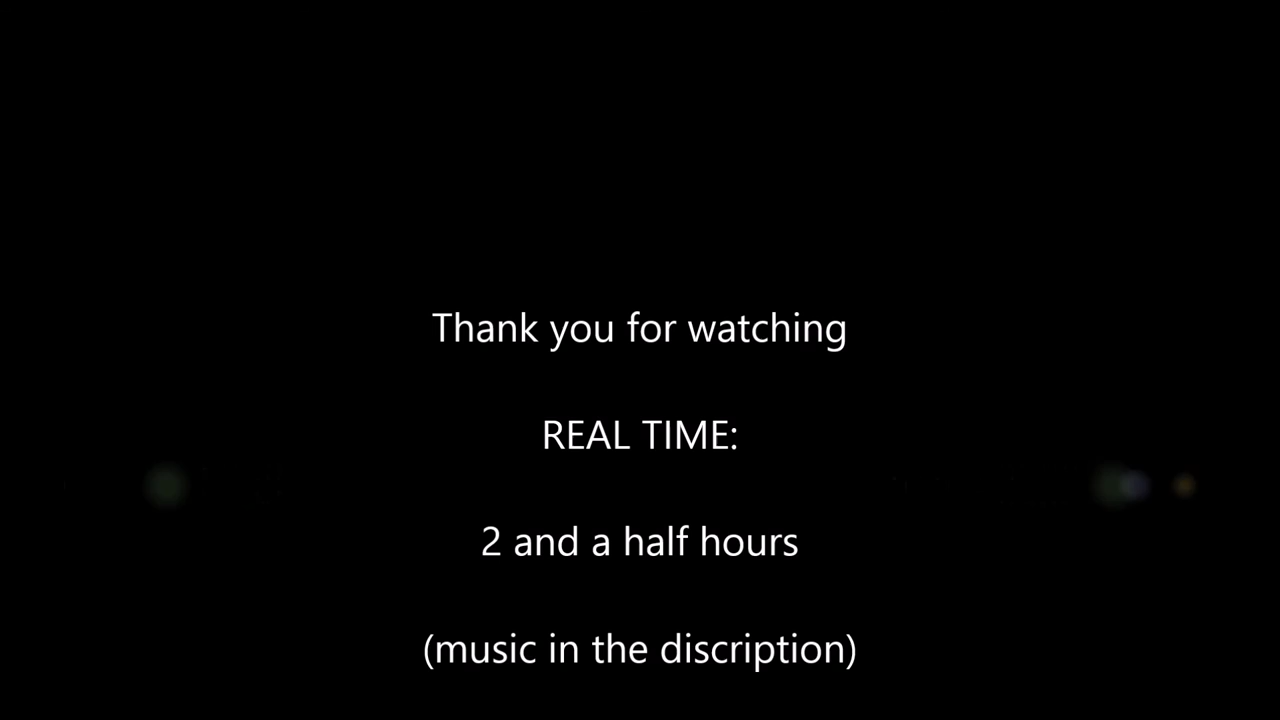 Thank you for watching
REAL TIME:
2 and a half hours
(music in the discription)